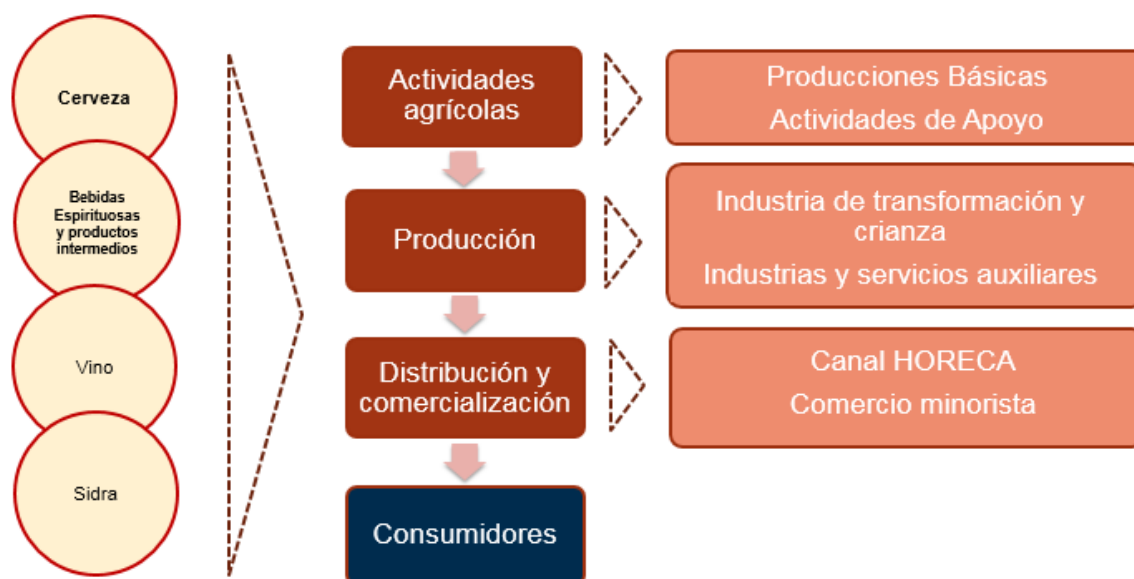 Cerveza
Bebidas
Espirituosas
y productos
intermedios
Vino
Sidra
Actividades
agrícolas
Producciones Básicas
Actividades de Apoyo
Producción
Industria de transformación y
crianza
Industrias y servicios auxiliares
Distribución y
comercialización
Canal HORECA
Comercio minorista
Consumidores